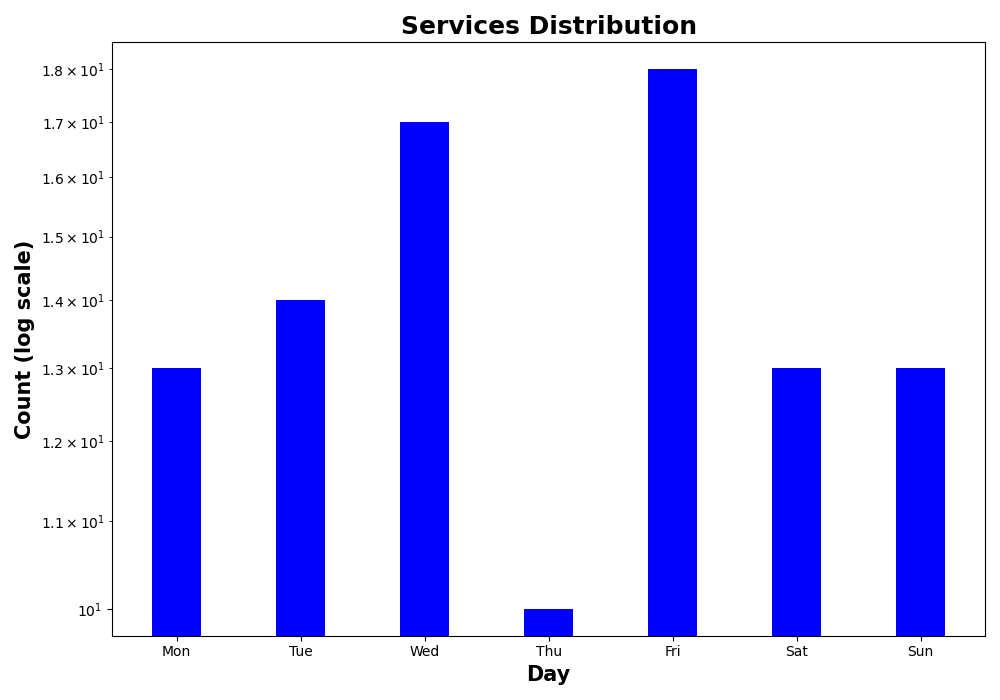 Services Distribution
Count (log scale)
1.8 × 10¹
1.7 × 10¹
1.6 × 10¹
1.5 × 10¹
1.4 × 10¹
1.3 × 10¹
1.2 × 10¹
1.1 × 10¹
10¹
Mon Tue Wed Thu Fri Sat Sun
Day